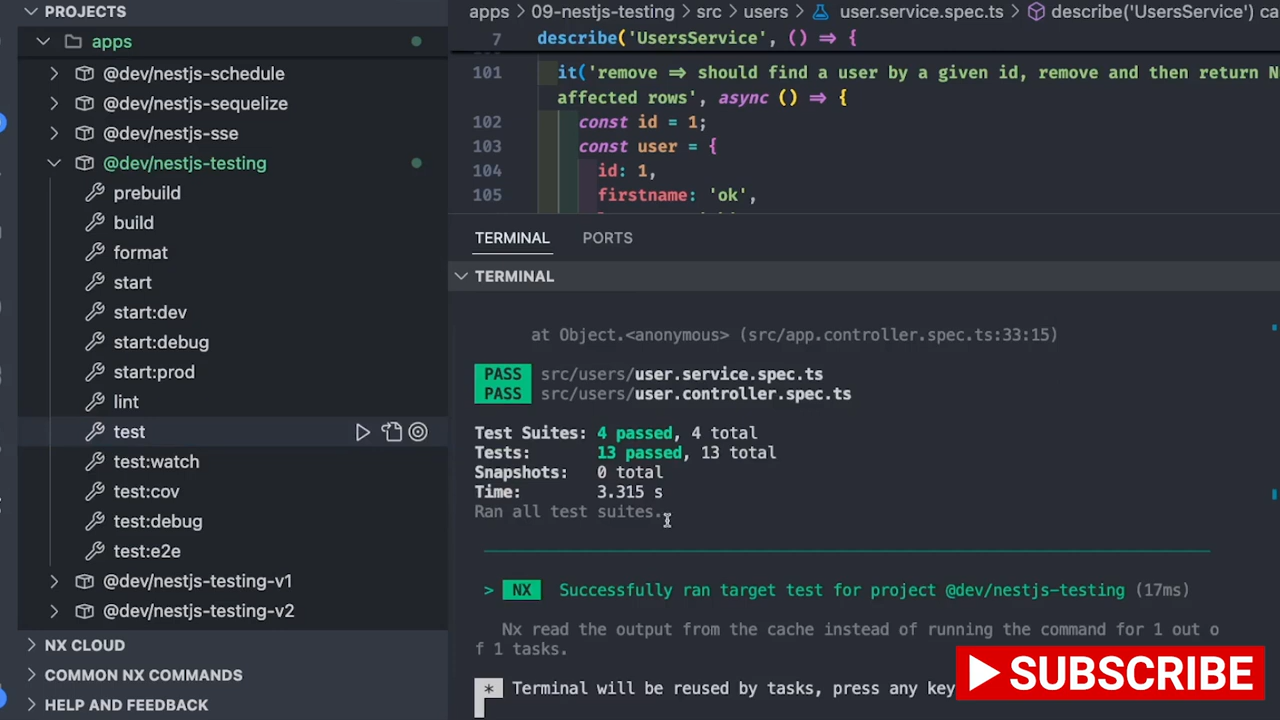 PROJECTS
apps
@dev/nestjs-schedule
@dev/nestjs-sequelize
@dev/nestjs-sse
@dev/nestjs-testing
prebuild
build
format
start
start:dev
start:debug
start:prod
lint
test
test:watch
test:cov
test:debug
test:e2e
@dev/nestjs-testing-v1
@dev/nestjs-testing-v2
NX CLOUD
COMMON NX COMMANDS
HELP AND FEEDBACK
apps > 09-nestjs-testing > src > users > user.service.spec.ts > describe('UsersService') ca
7 describe('UsersService', () => {
101 it('remove => should find a user by a given id, remove and then return N
affected rows', async () => {
102 const id = 1;
103 const user = {
104 id: 1,
105 firstname: 'ok',
TERMINAL PORTS
TERMINAL
at Object.<anonymous> (src/app.controller.spec.ts:33:15)
PASS src/users/user.service.spec.ts
PASS src/users/user.controller.spec.ts
Test Suites: 4 passed, 4 total
Tests: 13 passed, 13 total
Snapshots: 0 total
Time: 3.315 s
Ran all test suites.
> NX Successfully ran target test for project @dev/nestjs-testing (17ms)
Nx read the output from the cache instead of running the command for 1 out o
f 1 tasks.
* Terminal will be reused by tasks, press any key
SUBSCRIBE